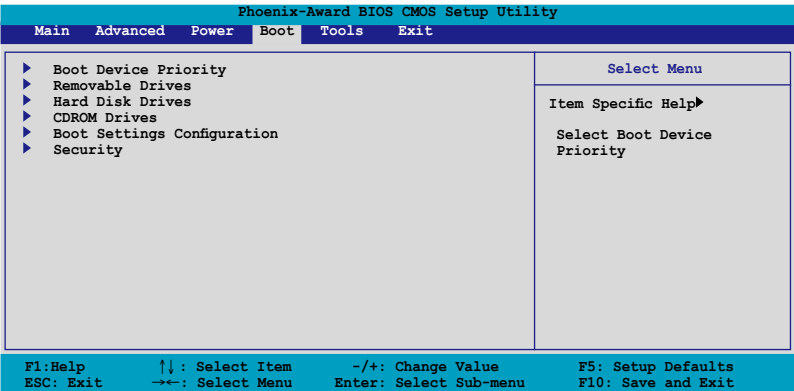 Phoenix-Award BIOS CMOS Setup Utility
Main Advanced Power Boot Tools Exit
Boot Device Priority
Removable Drives
Hard Disk Drives
CDROM Drives
Boot Settings Configuration
Security
Select Menu
Item Specific Help
Select Boot Device
Priority
F1:Help ↑↓ : Select Item -/+: Change Value F5: Setup Defaults
ESC: Exit →←: Select Menu Enter: Select Sub-menu F10: Save and Exit